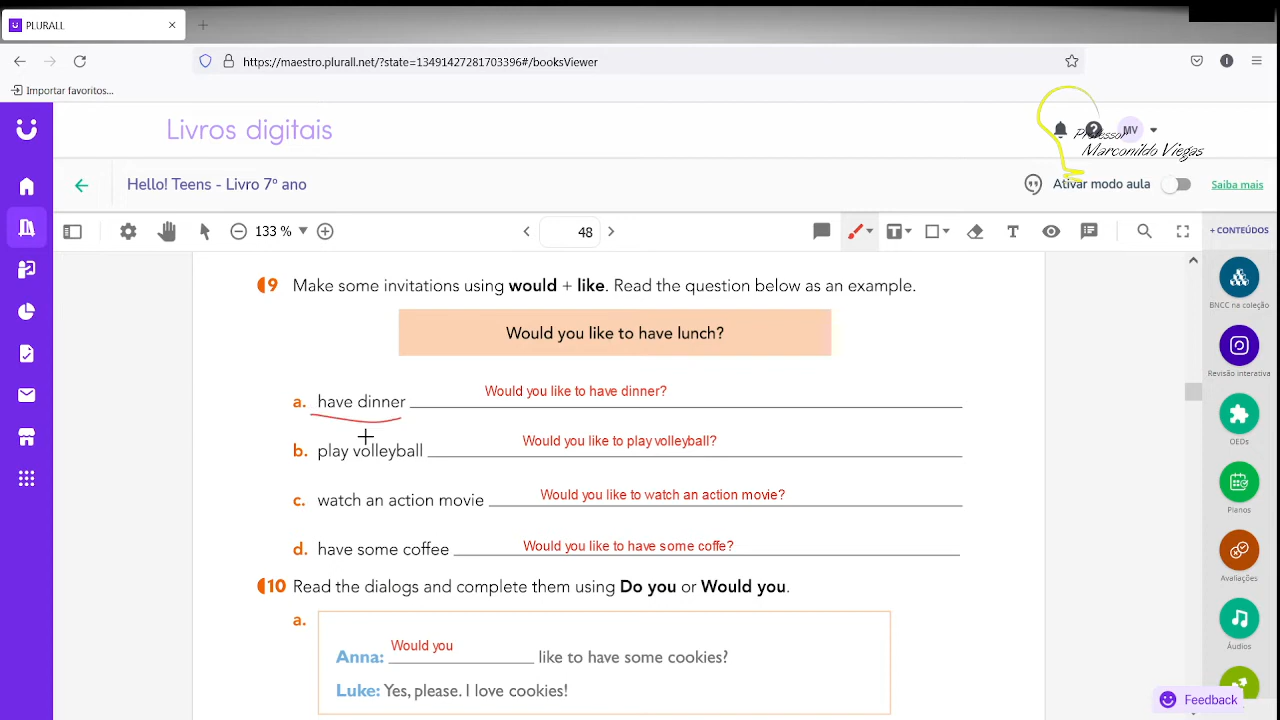 PLURALL
https://maestro.plurall.net/?state=13491427281703396#/booksViewer
Importar favoritos...
Livros digitais
MV
Professor
Marconildo Viegas
Hello! Teens - Livro 7º ano
Ativar modo aula
Saiba mais
133 %
48
+ CONTEÚDOS
9 Make some invitations using would + like. Read the question below as an example.
Would you like to have lunch?
a. have dinner Would you like to have dinner?
b. play volleyball Would you like to play volleyball?
c. watch an action movie Would you like to watch an action movie?
d. have some coffee Would you like to have some coffe?
10 Read the dialogs and complete them using Do you or Would you.
a.
Anna: Would you like to have some cookies?
Luke: Yes, please. I love cookies!
BNCC na coleção
Revisão interativa
OEDs
Planos
Avaliações
Áudios
Feedback